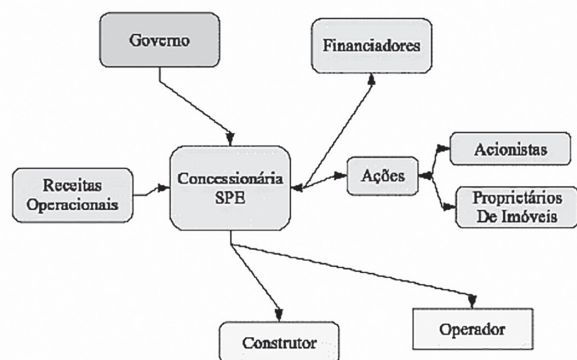 Governo
Financiadores
Receitas
Operacionais
Concessionária
SPE
Ações
Acionistas
Proprietários
De Imóveis
Construtor
Operador